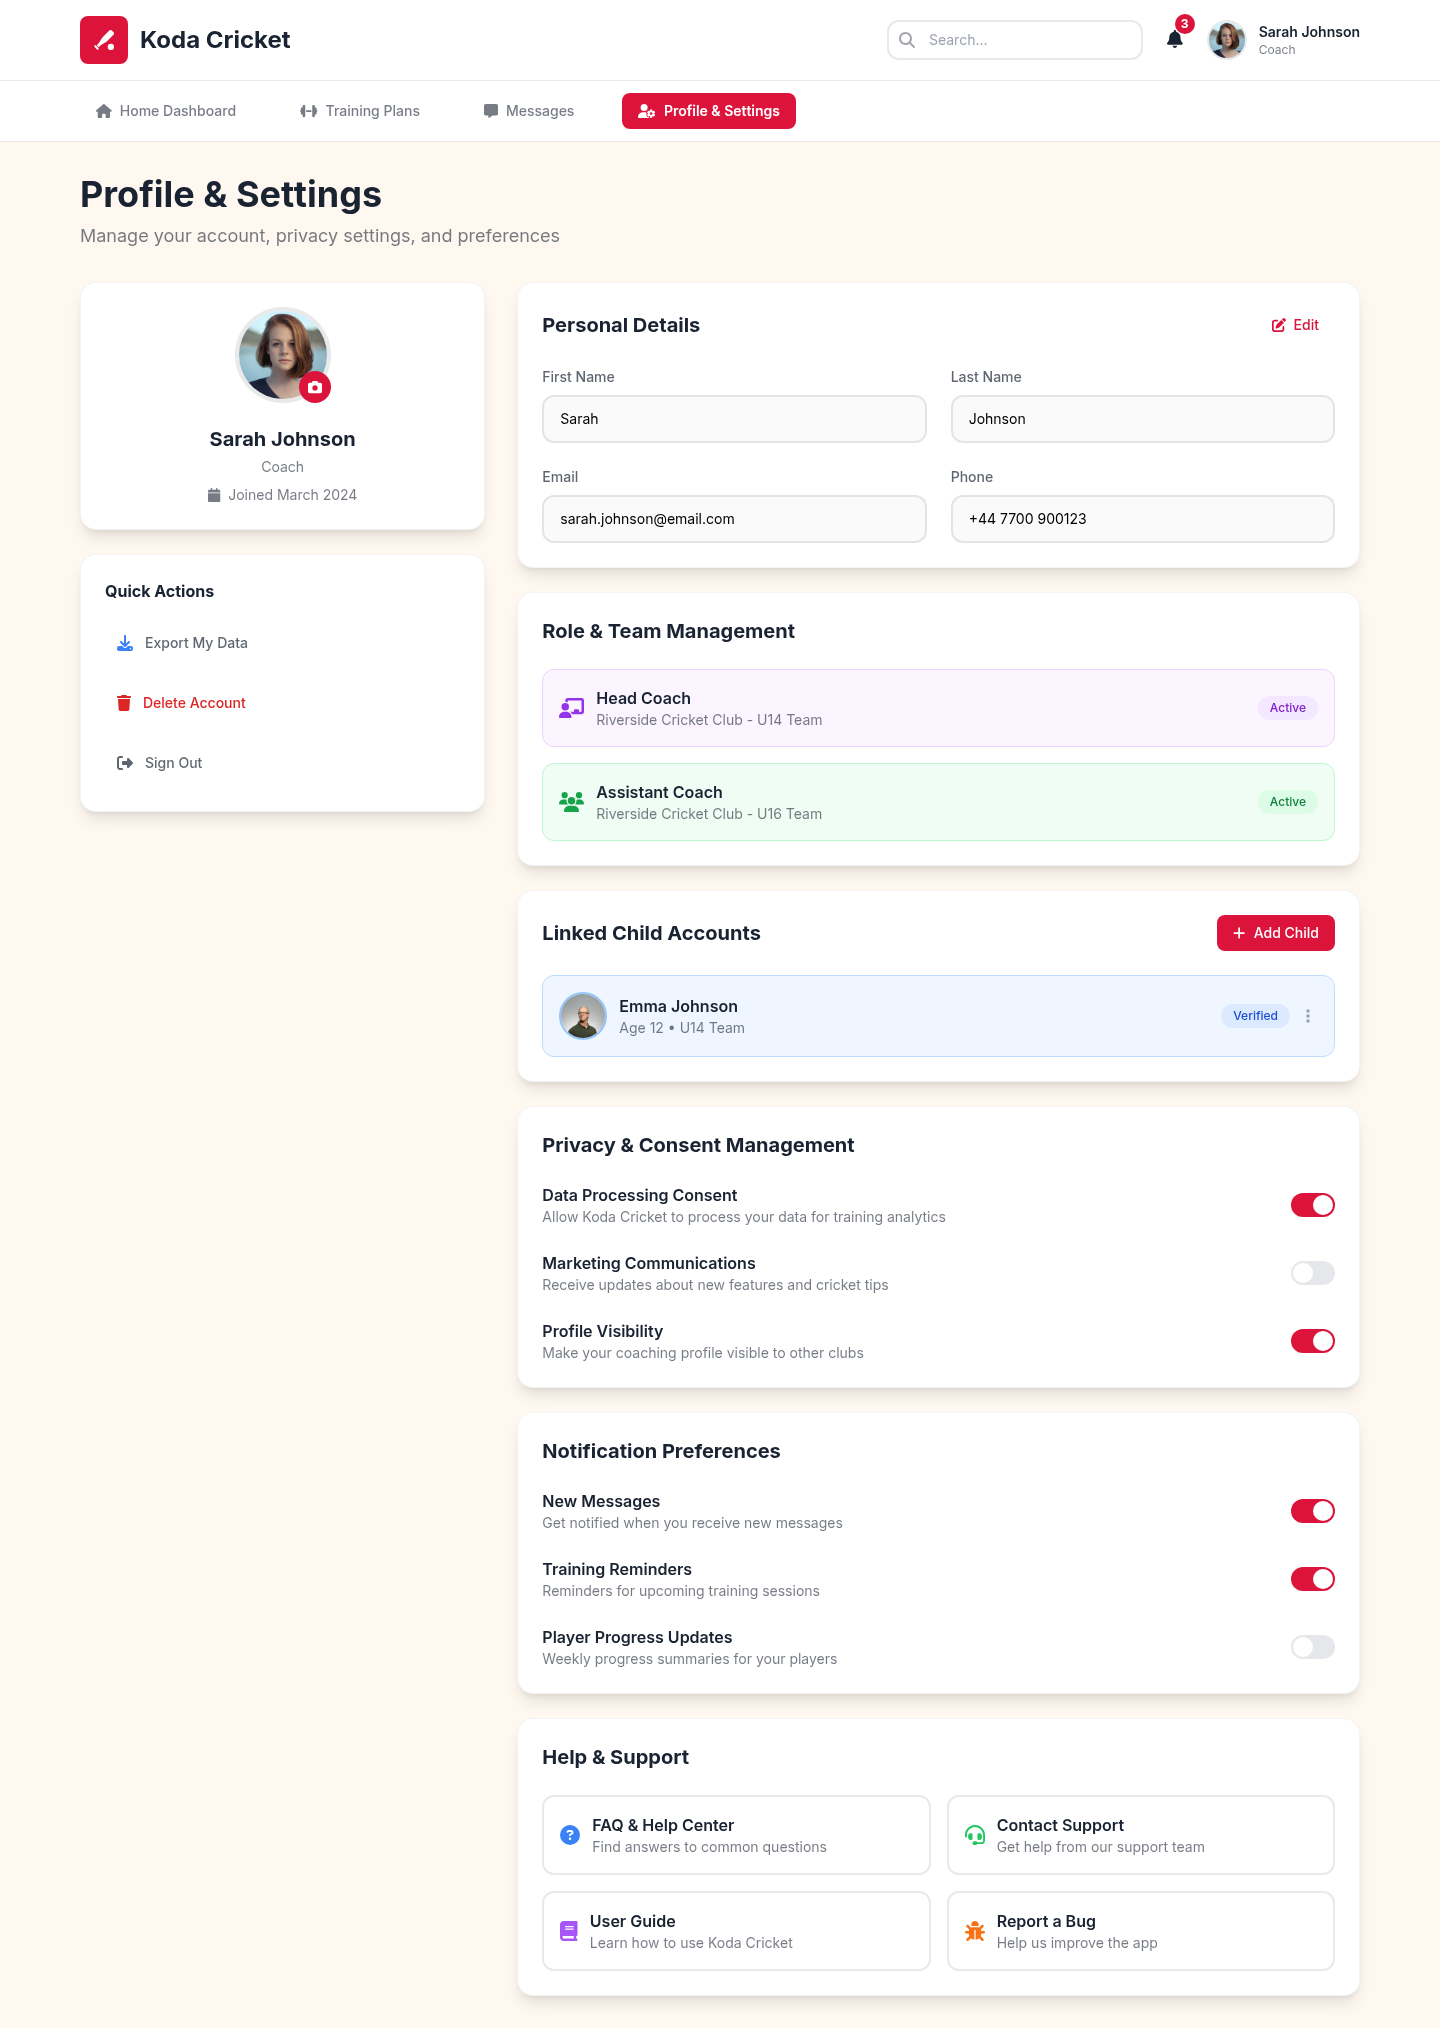 Koda Cricket
Search...
3
Sarah Johnson
Coach
Home Dashboard
Training Plans
Messages
Profile & Settings
Profile & Settings
Manage your account, privacy settings, and preferences
Sarah Johnson
Coach
Joined March 2024
Quick Actions
Export My Data
Delete Account
Sign Out
Personal Details
Edit
First Name
Sarah
Last Name
Johnson
Email
sarah.johnson@email.com
Phone
+44 7700 900123
Role & Team Management
Head Coach
Riverside Cricket Club - U14 Team
Active
Assistant Coach
Riverside Cricket Club - U16 Team
Active
Linked Child Accounts
Add Child
Emma Johnson
Age 12 • U14 Team
Verified
Privacy & Consent Management
Data Processing Consent
Allow Koda Cricket to process your data for training analytics
Marketing Communications
Receive updates about new features and cricket tips
Profile Visibility
Make your coaching profile visible to other clubs
Notification Preferences
New Messages
Get notified when you receive new messages
Training Reminders
Reminders for upcoming training sessions
Player Progress Updates
Weekly progress summaries for your players
Help & Support
FAQ & Help Center
Find answers to common questions
Contact Support
Get help from our support team
User Guide
Learn how to use Koda Cricket
Report a Bug
Help us improve the app